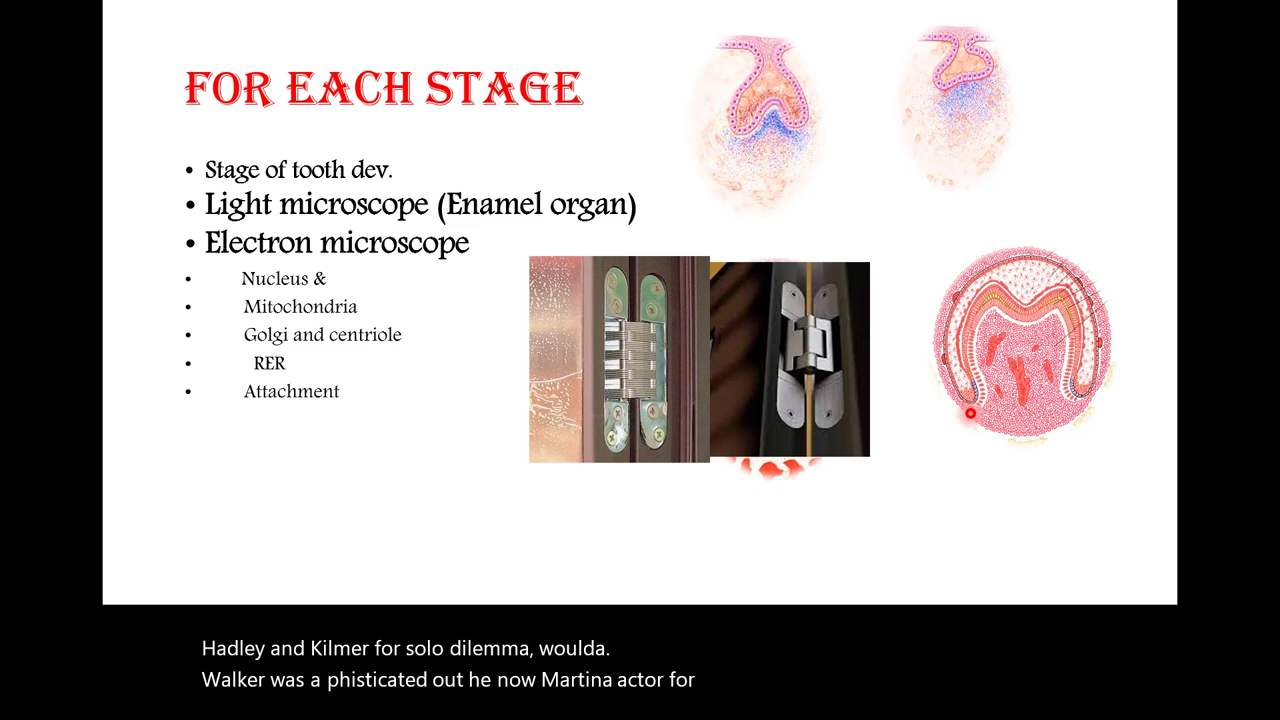 FOR EACH STAGE
• Stage of tooth dev.
• Light microscope (Enamel organ)
• Electron microscope
• Nucleus &
• Mitochondria
• Golgi and centriole
• RER
• Attachment
Hadley and Kilmer for solo dilemma, woulda.
Walker was a phisticated out he now Martina actor for